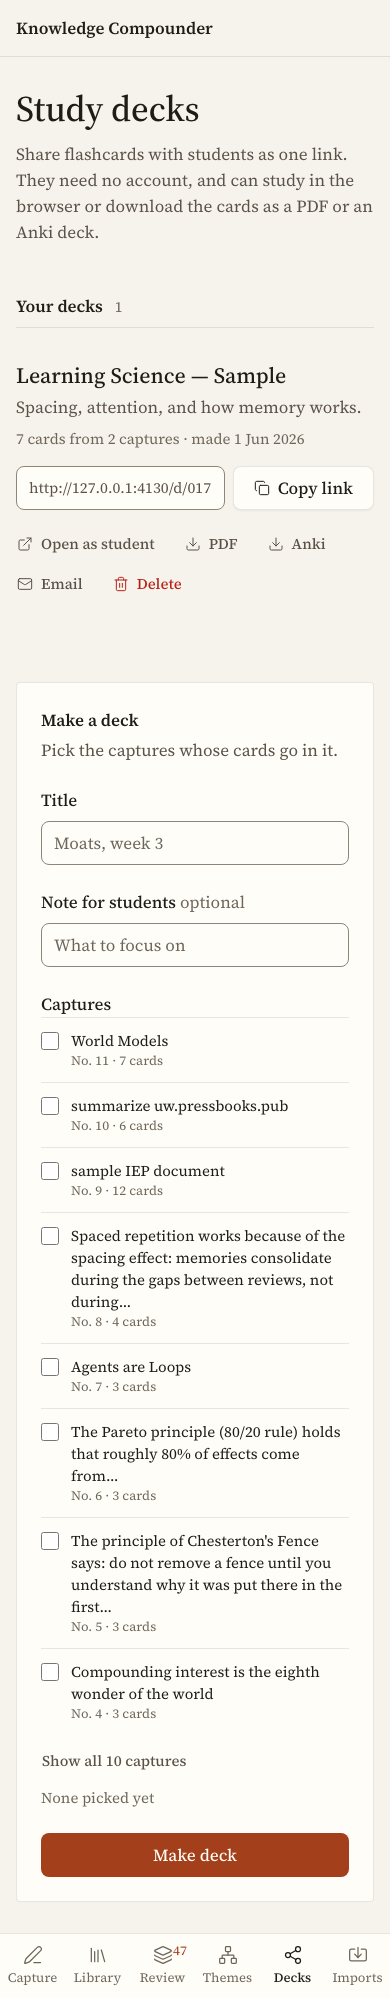 Knowledge Compounder
Study decks
Share flashcards with students as one link.
They need no account, and can study in the
browser or download the cards as a PDF or an
Anki deck.
Your decks 1
Learning Science — Sample
Spacing, attention, and how memory works.
7 cards from 2 captures · made 1 Jun 2026
http://127.0.0.1:4130/d/017
Copy link
Open as student PDF Anki
Email Delete
Make a deck
Pick the captures whose cards go in it.
Title
Moats, week 3
Note for students optional
What to focus on
Captures
World Models
No. 11 · 7 cards
summarize uw.pressbooks.pub
No. 10 · 6 cards
sample IEP document
No. 9 · 12 cards
Spaced repetition works because of the
spacing effect: memories consolidate
during the gaps between reviews, not
during...
No. 8 · 4 cards
Agents are Loops
No. 7 · 3 cards
The Pareto principle (80/20 rule) holds
that roughly 80% of effects come
from...
No. 6 · 3 cards
The principle of Chesterton's Fence
says: do not remove a fence until you
understand why it was put there in the
first...
No. 5 · 3 cards
Compounding interest is the eighth
wonder of the world
No. 4 · 3 cards
Show all 10 captures
None picked yet
Make deck
47
Capture Library Review Themes Decks Imports